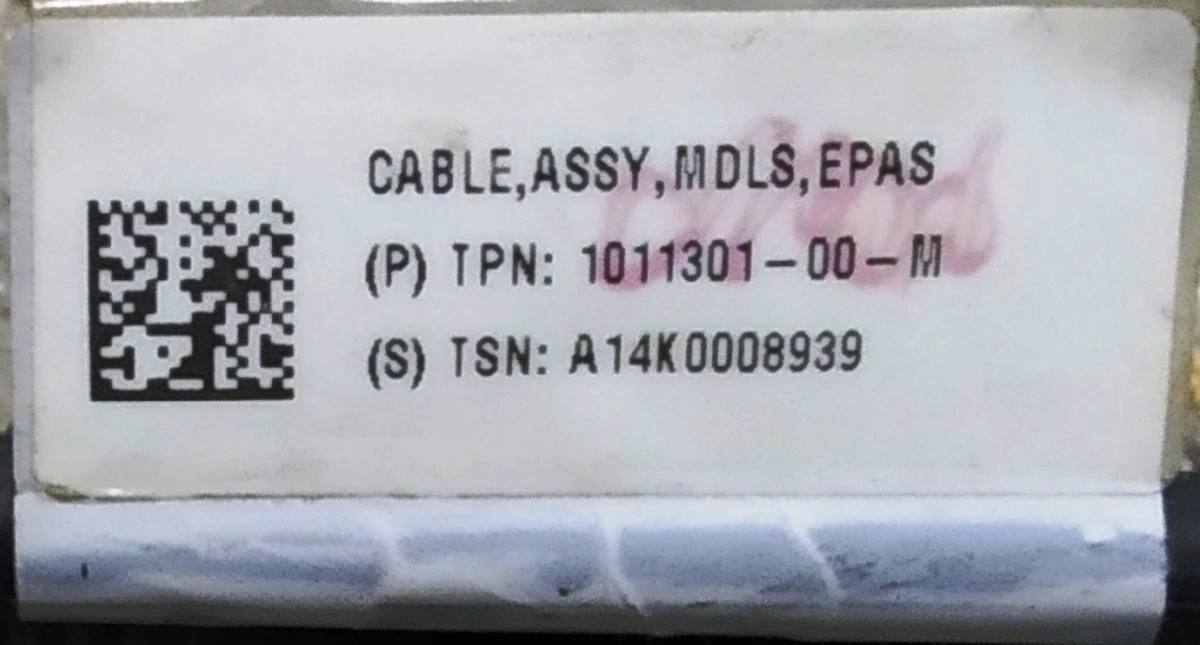 CABLE,ASSY,MDLS,EPAS
(P) TPN: 1011301-00-M
(S) TSN: A14K0008939